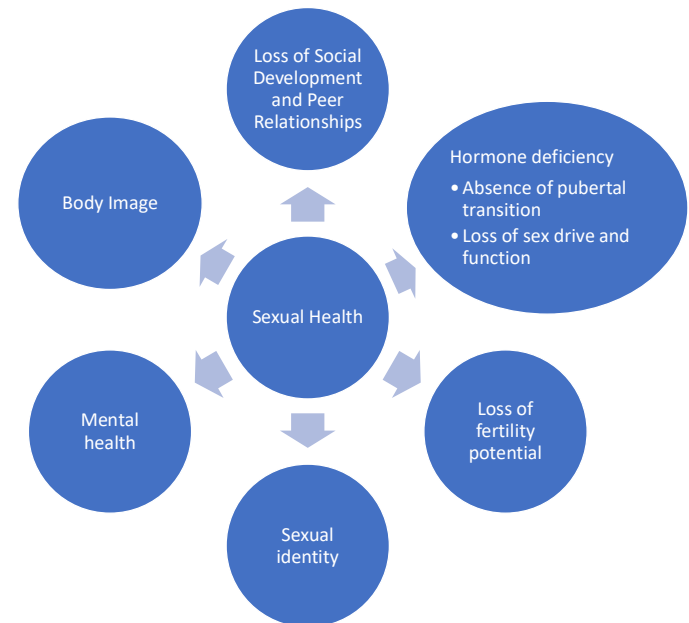 Loss of Social
Development
and Peer
Relationships
Hormone deficiency
• Absence of pubertal
transition
• Loss of sex drive and
function
Body Image
Sexual Health
Mental
health
Loss of
fertility
potential
Sexual
identity